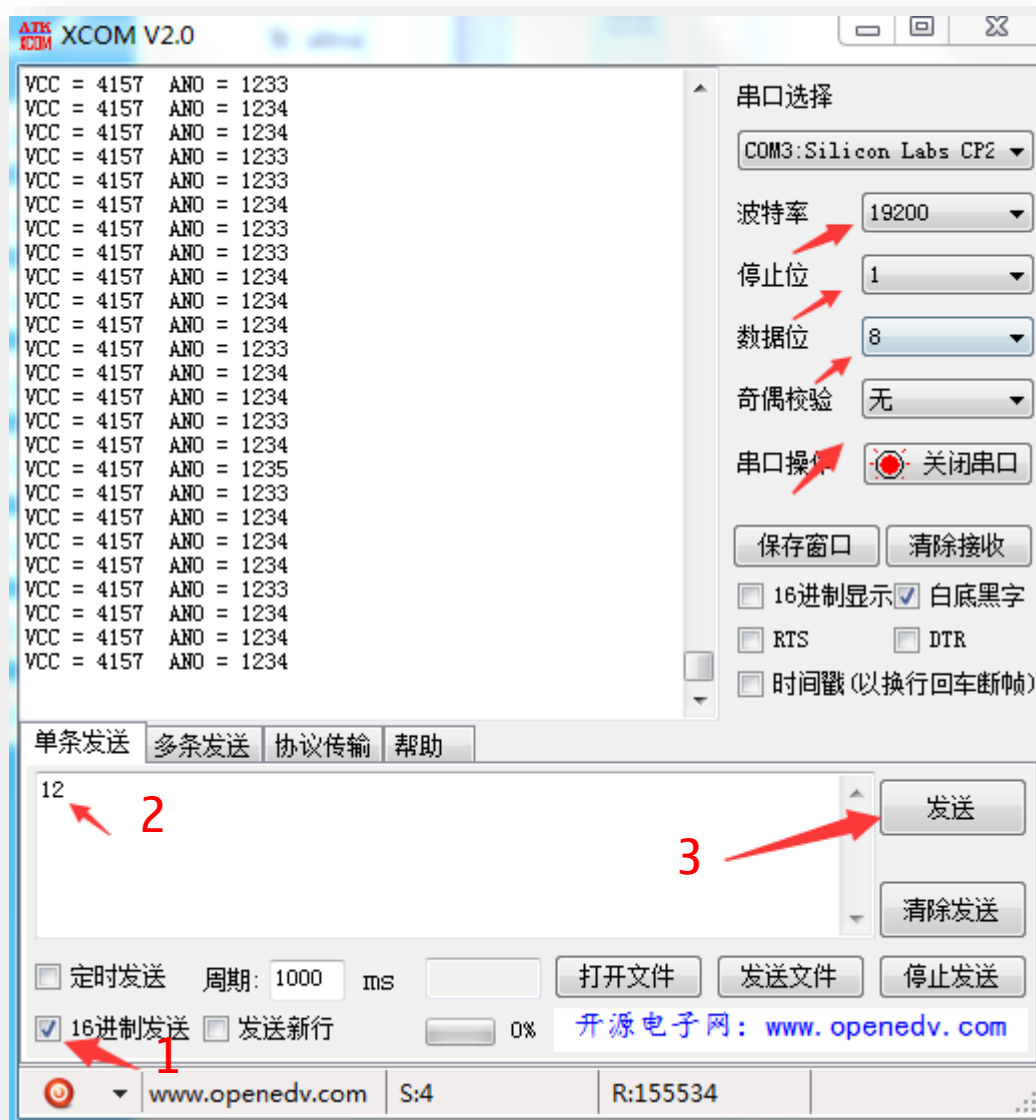 ATK XCOM XCOM V2.0
VCC = 4157 AN0 = 1233
VCC = 4157 AN0 = 1234
VCC = 4157 AN0 = 1234
VCC = 4157 AN0 = 1233
VCC = 4157 AN0 = 1233
VCC = 4157 AN0 = 1234
VCC = 4157 AN0 = 1233
VCC = 4157 AN0 = 1233
VCC = 4157 AN0 = 1234
VCC = 4157 AN0 = 1234
VCC = 4157 AN0 = 1234
VCC = 4157 AN0 = 1233
VCC = 4157 AN0 = 1234
VCC = 4157 AN0 = 1234
VCC = 4157 AN0 = 1233
VCC = 4157 AN0 = 1234
VCC = 4157 AN0 = 1235
VCC = 4157 AN0 = 1233
VCC = 4157 AN0 = 1234
VCC = 4157 AN0 = 1234
VCC = 4157 AN0 = 1234
VCC = 4157 AN0 = 1233
VCC = 4157 AN0 = 1234
VCC = 4157 AN0 = 1234
VCC = 4157 AN0 = 1234
串口选择
COM3:Silicon Labs CP2
波特率 19200
停止位 1
数据位 8
奇偶校验 无
串口操作 关闭串口
保存窗口 清除接收
16进制显示 白底黑字
RTS DTR
时间戳(以换行回车断帧)
单条发送 多条发送 协议传输 帮助
12
2
3
发送
清除发送
定时发送 周期: 1000 ms 打开文件 发送文件 停止发送
16进制发送 发送新行 0% 开源电子网: www.openedv.com
1
www.openedv.com S:4 R:155534